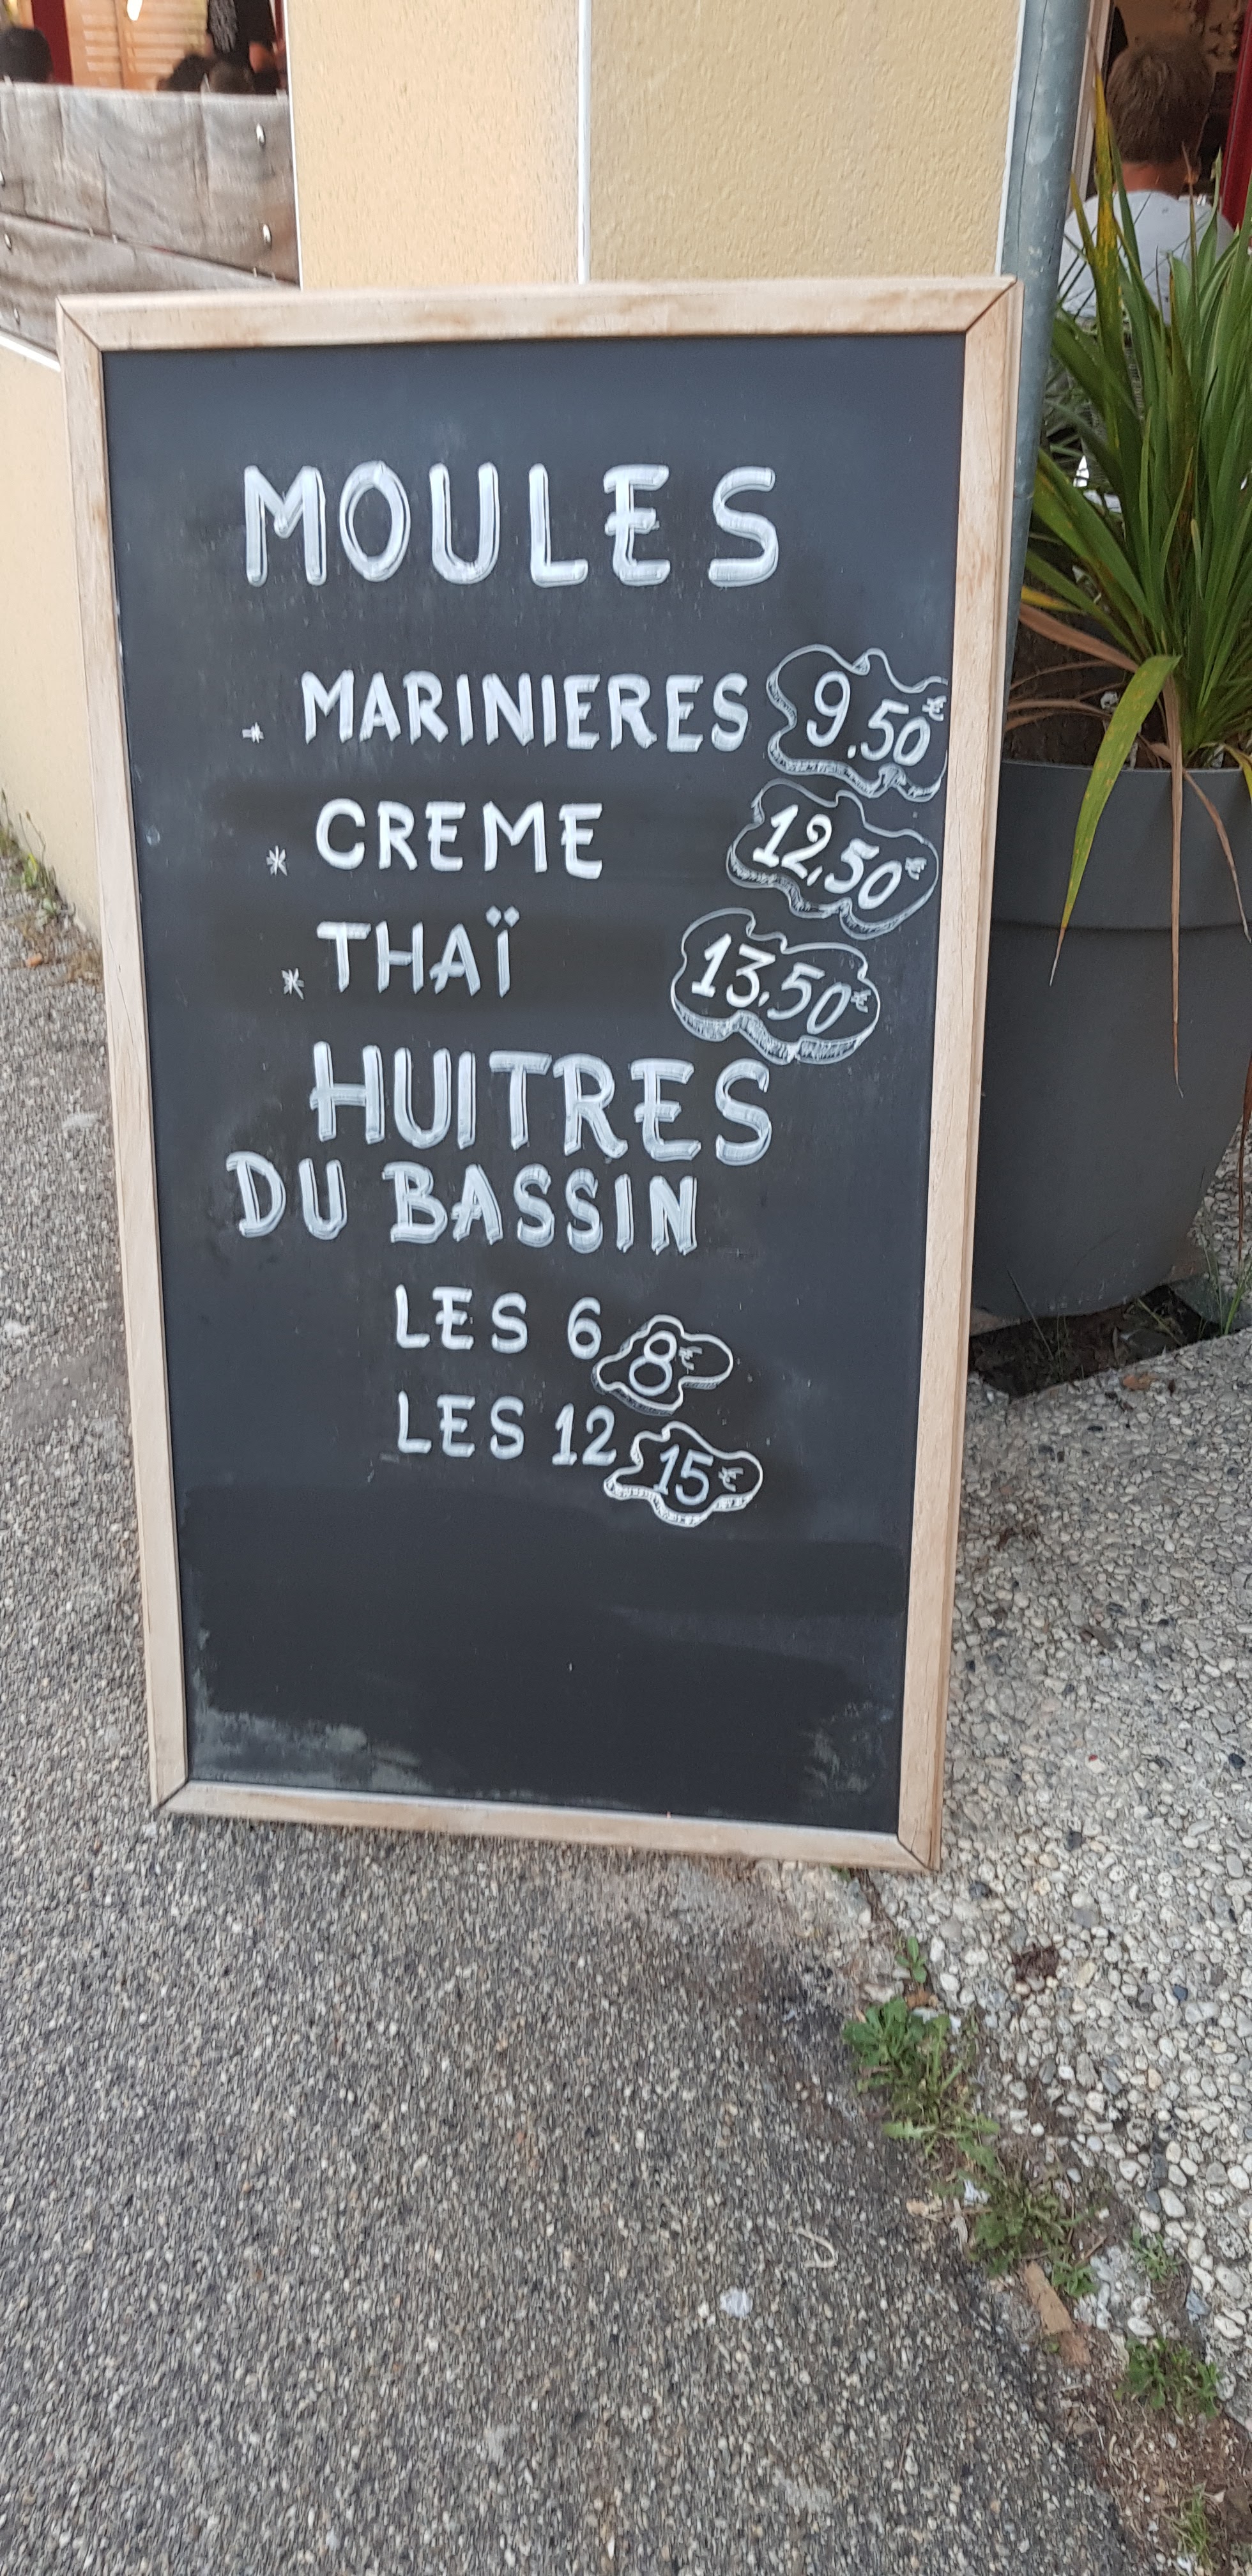 MOULES
* MARINIERES 9.50€
* CREME 12,50€
* THAÏ 13,50€
HUITRES
DU BASSIN
LES 6 8€
LES 12 15€